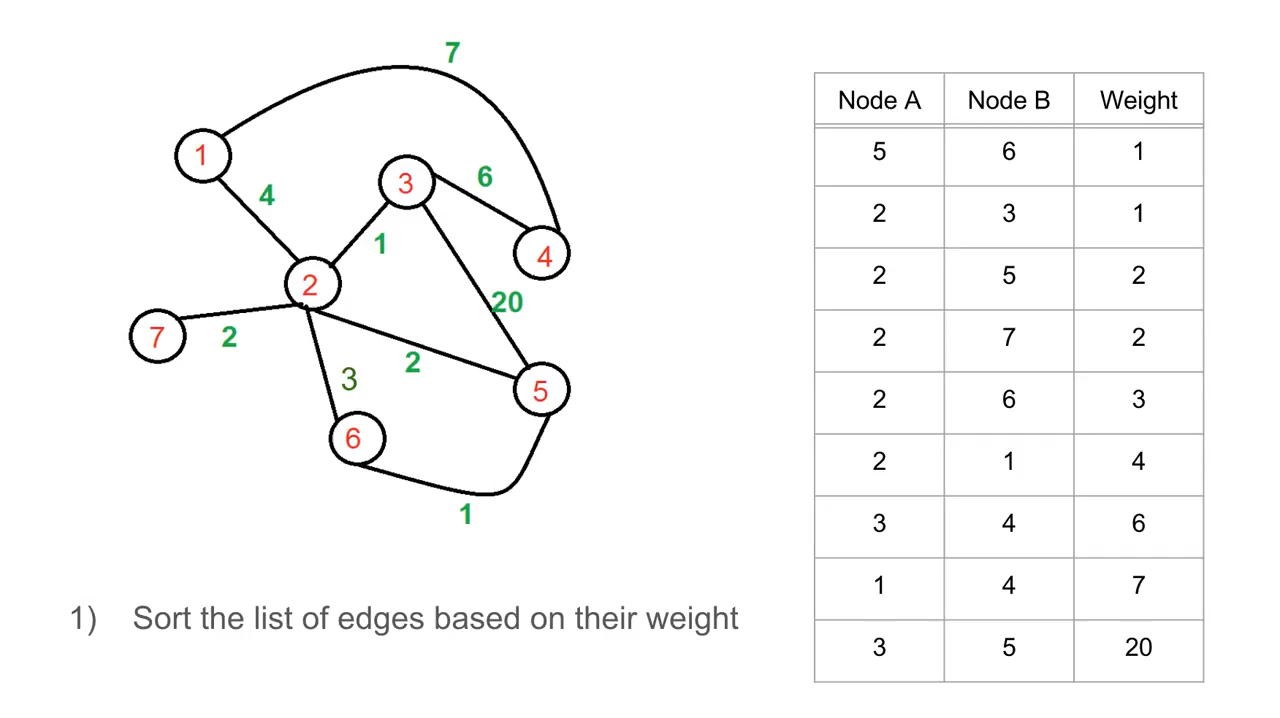 7
1
4
3
6
1
4
2
20
7
2
2
3
5
6
1
1) Sort the list of edges based on their weight
Node A Node B Weight
5 6 1
2 3 1
2 5 2
2 7 2
2 6 3
2 1 4
3 4 6
1 4 7
3 5 20